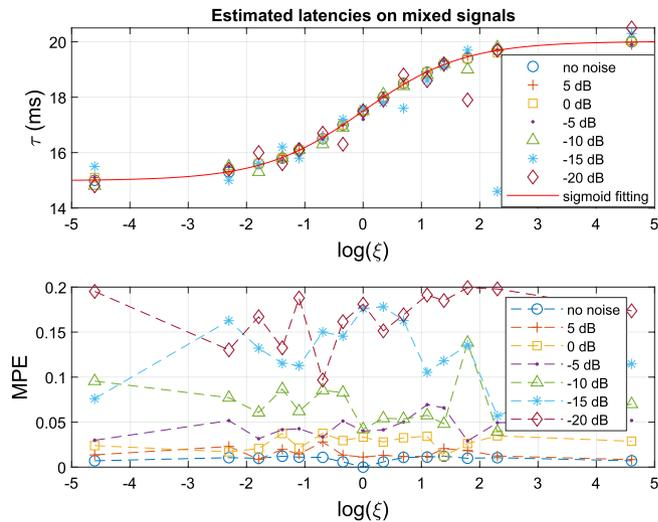 Estimated latencies on mixed signals
20
18
16
14
τ (ms)
-5 -4 -3 -2 -1 0 1 2 3 4 5
log(ξ)
no noise
5 dB
0 dB
-5 dB
-10 dB
-15 dB
-20 dB
sigmoid fitting
0.2
0.15
0.1
0.05
0
MPE
-5 -4 -3 -2 -1 0 1 2 3 4 5
log(ξ)
no noise
5 dB
0 dB
-5 dB
-10 dB
-15 dB
-20 dB